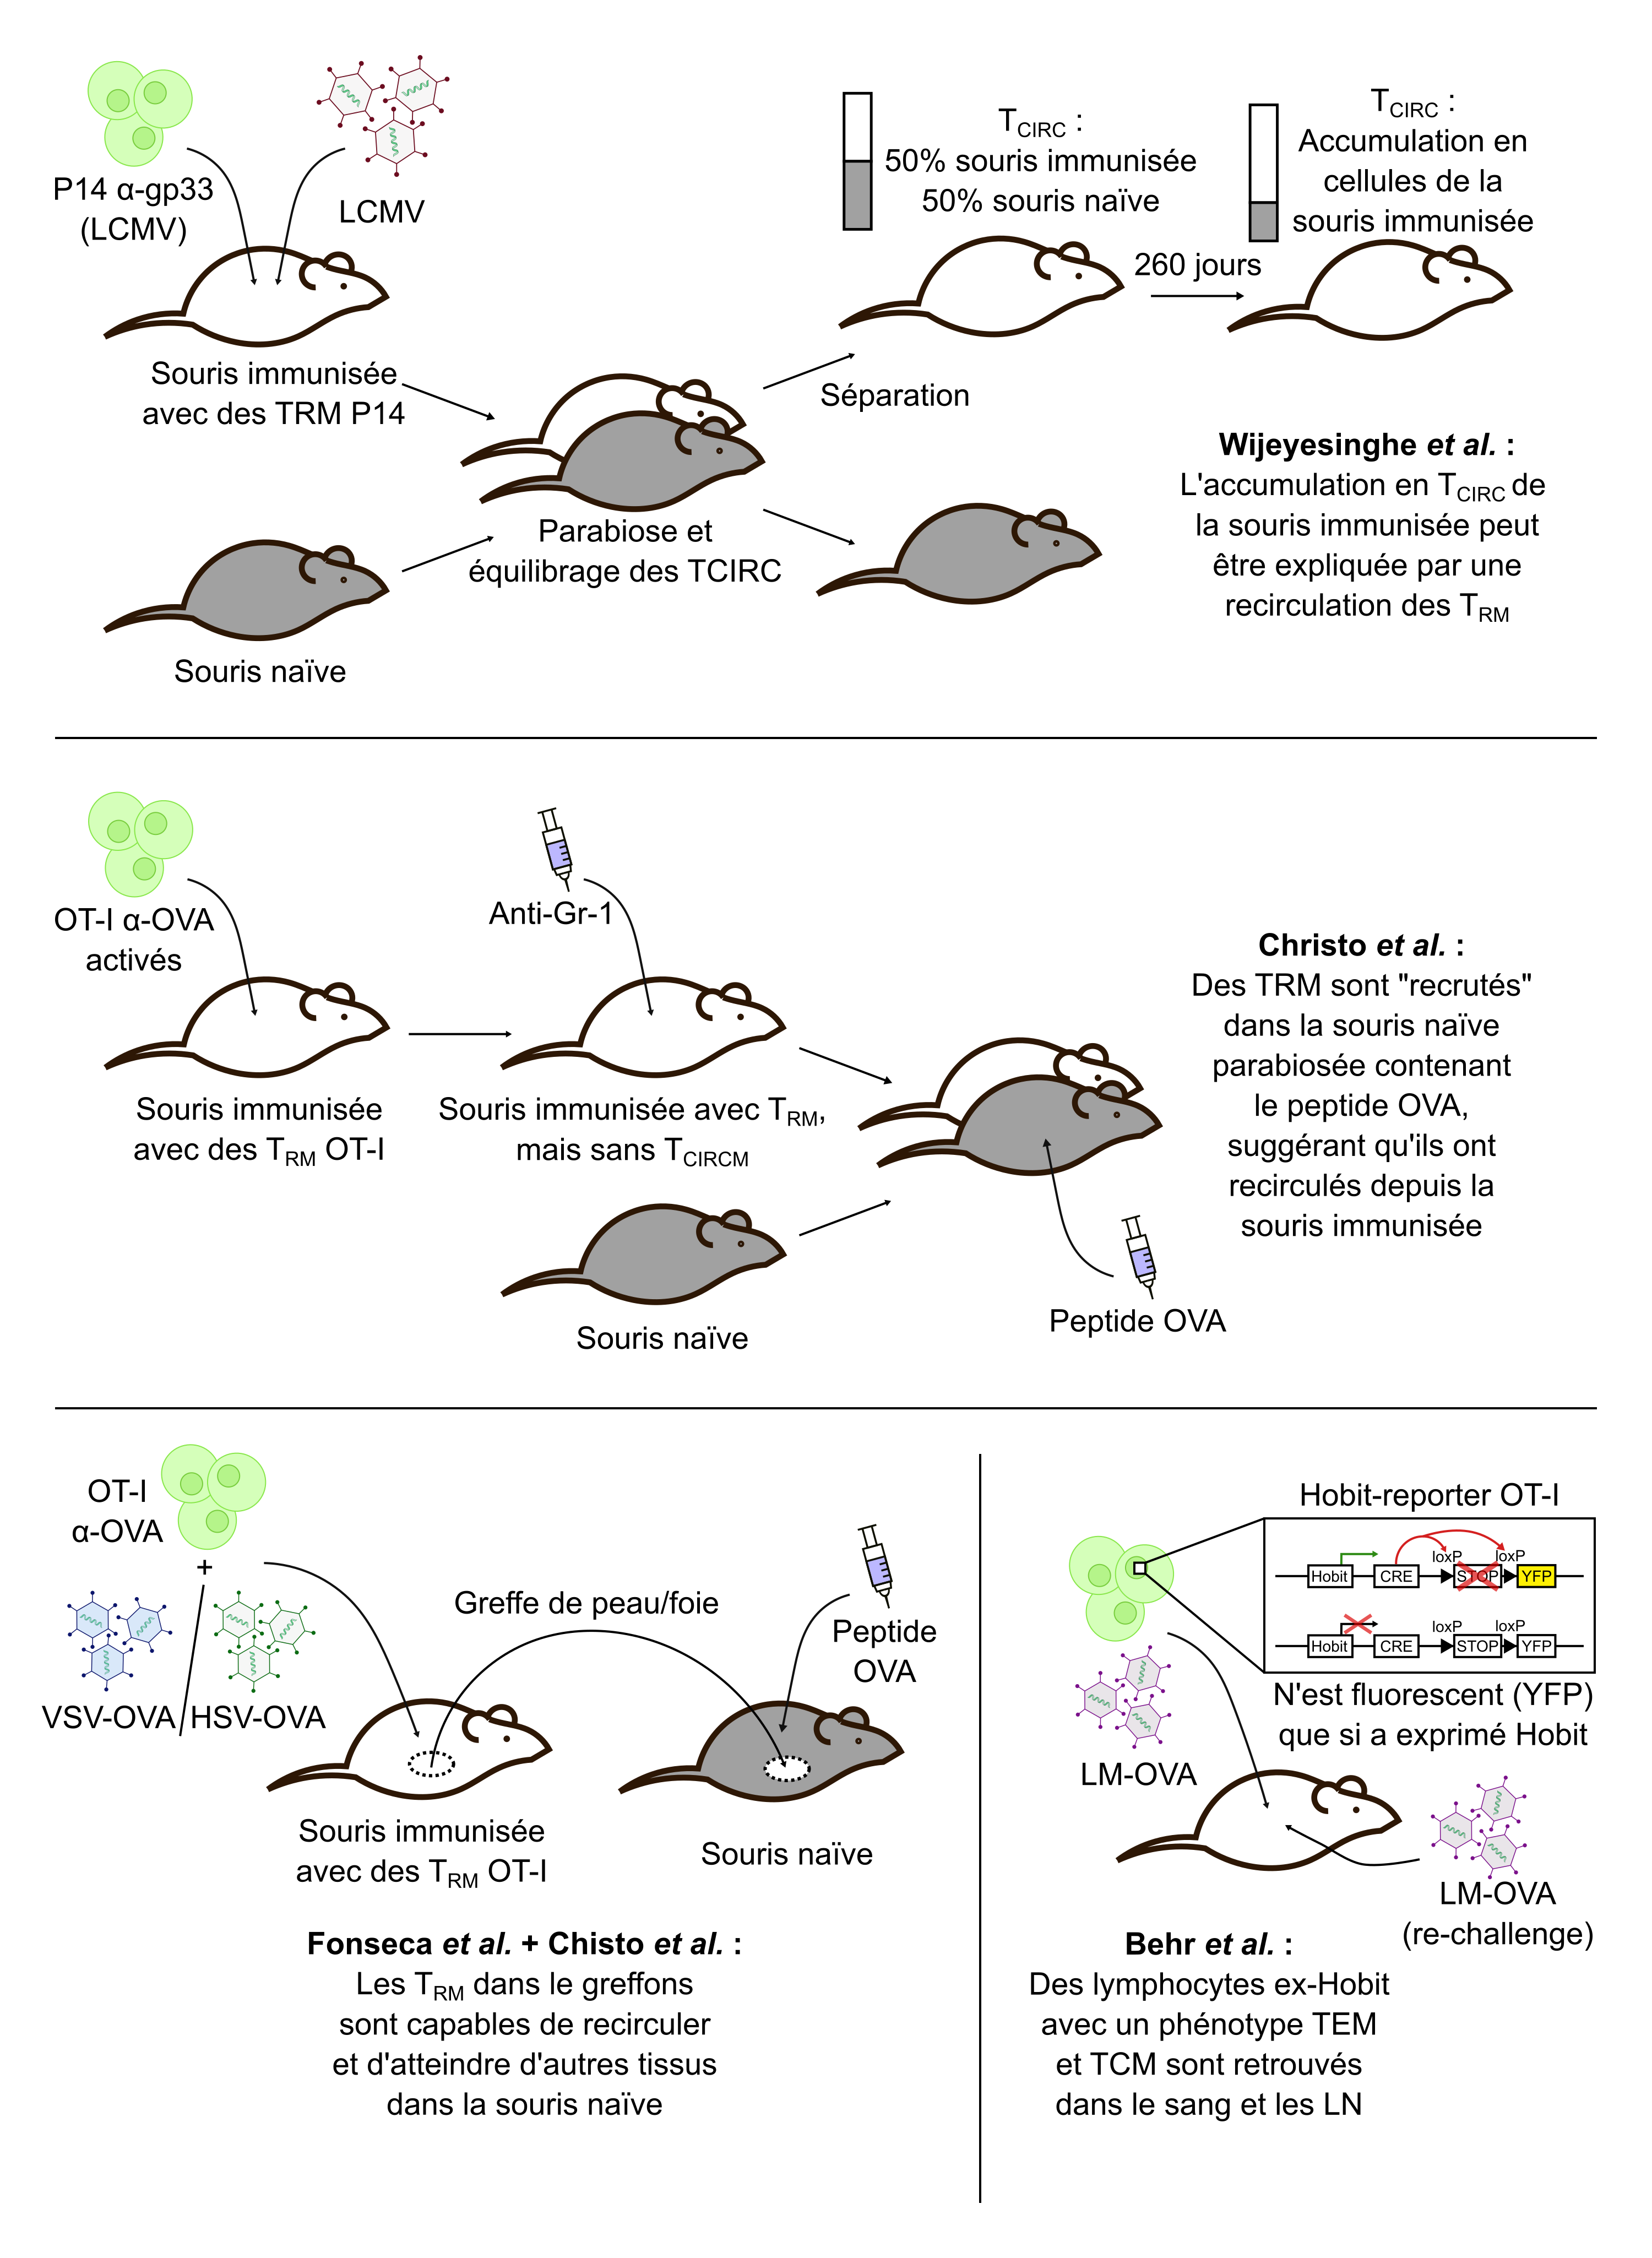 P14 α-gp33
(LCMV)
LCMV
Souris immunisée
avec des TRM P14
Souris naïve
Parabiose et
équilibrage des TCIRC
Séparation
TCIRC :
50% souris immunisée
50% souris naïve
260 jours
TCIRC :
Accumulation en
cellules de la
souris immunisée
Wijeyesinghe et al. :
L'accumulation en TCIRC de
la souris immunisée peut
être expliquée par une
recirculation des TRM
OT-I α-OVA
activés
Souris immunisée
avec des TRM OT-I
Anti-Gr-1
Souris immunisée avec TRM,
mais sans TCIRCM
Souris naïve
Peptide OVA
Christo et al. :
Des TRM sont "recrutés"
dans la souris naïve
parabiosée contenant
le peptide OVA,
suggérant qu'ils ont
recirculés depuis la
souris immunisée
OT-I
α-OVA
+
VSV-OVA / HSV-OVA
Souris immunisée
avec des TRM OT-I
Greffe de peau/foie
Peptide
OVA
Souris naïve
Fonseca et al. + Chisto et al. :
Les TRM dans le greffons
sont capables de recirculer
et d'atteindre d'autres tissus
dans la souris naïve
Hobit-reporter OT-I
loxP loxP
Hobit CRE STOP YFP
loxP loxP
Hobit CRE STOP YFP
N'est fluorescent (YFP)
que si a exprimé Hobit
LM-OVA
LM-OVA
(re-challenge)
Behr et al. :
Des lymphocytes ex-Hobit
avec un phénotype TEM
et TCM sont retrouvés
dans le sang et les LN